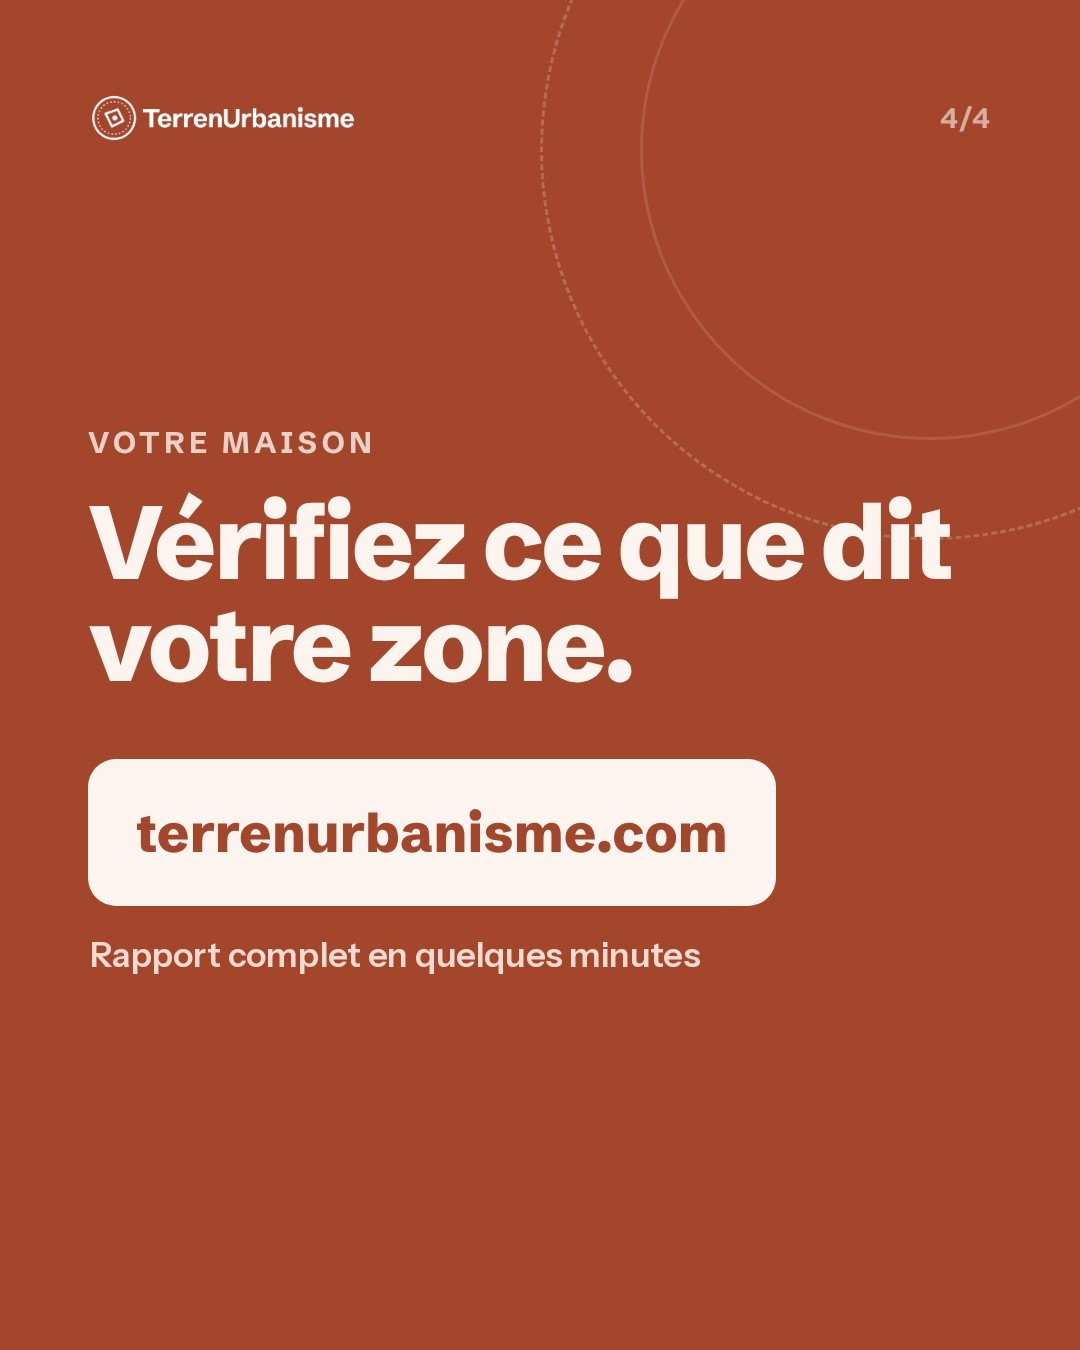 TerrenUrbanisme
4/4
VOTRE MAISON
Vérifiez ce que dit
votre zone.
terrenurbanisme.com
Rapport complet en quelques minutes